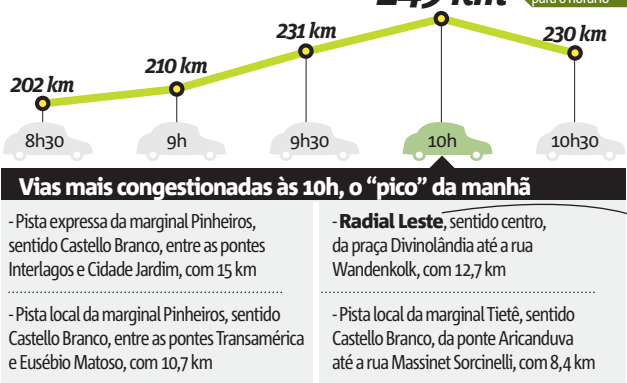 para o horário
231 km
230 km
210 km
202 km
8h30
9h
9h30
10h
10h30
Vias mais congestionadas às 10h, o “pico” da manhã
- Pista expressa da marginal Pinheiros,
sentido Castello Branco, entre as pontes
Interlagos e Cidade Jardim, com 15 km
- Pista local da marginal Pinheiros, sentido
Castello Branco, entre as pontes Transamérica
e Eusébio Matoso, com 10,7 km
- Radial Leste, sentido centro,
da praça Divinolândia até a rua
Wandenkolk, com 12,7 km
- Pista local da marginal Tietê, sentido
Castello Branco, da ponte Aricanduva
até a rua Massinet Sorcinelli, com 8,4 km